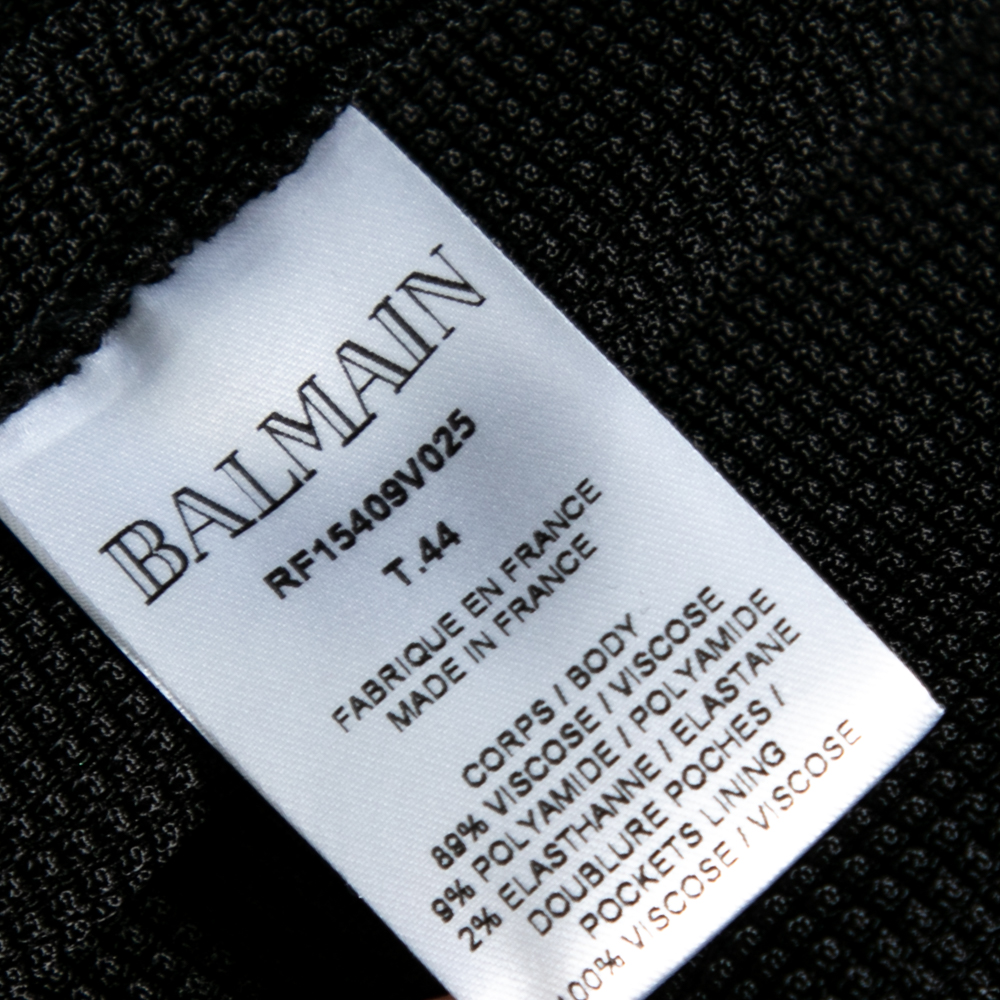 BALMAIN
RF15409V025
T.44
FABRIQUE EN FRANCE
MADE IN FRANCE
CORPS / BODY
89% VISCOSE / VISCOSE
9% POLYAMIDE / POLYAMIDE
2% ELASTHANNE / ELASTANE
DOUBLURE POCHES /
POCKETS LINING
100% VISCOSE / VISCOSE